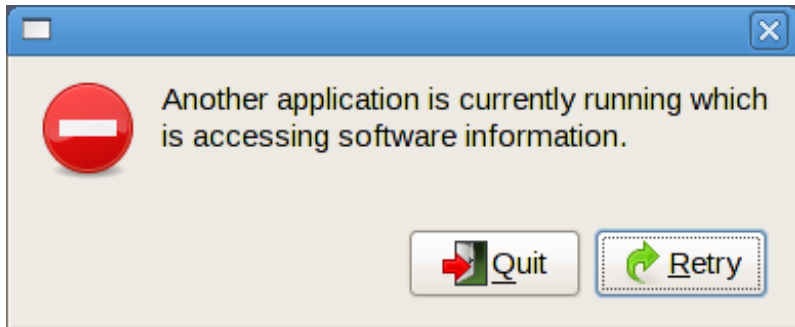 Another application is currently running which
is accessing software information.
Quit
Retry